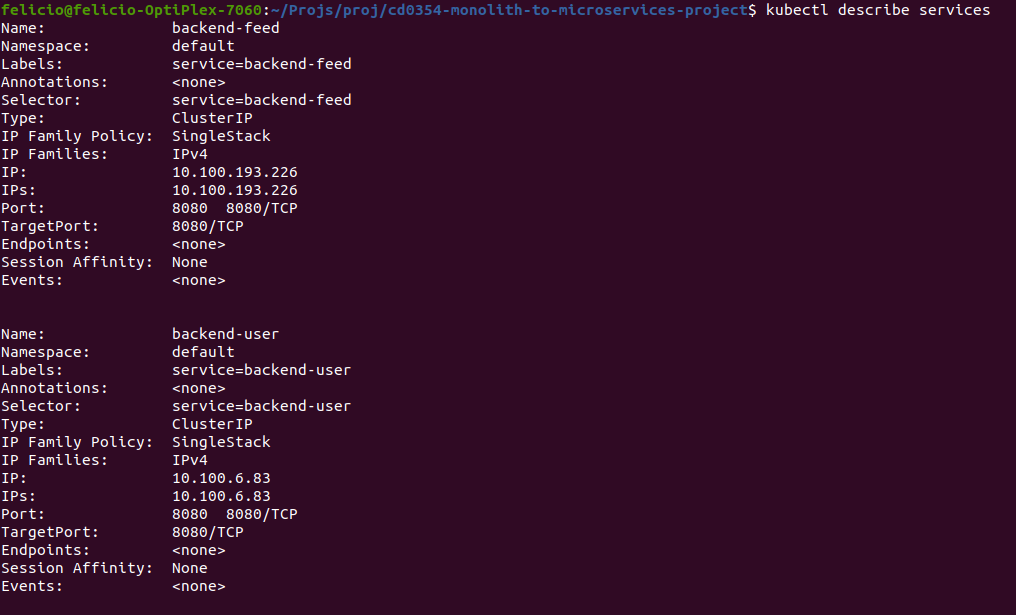 felicio@felicio-OptiPlex-7060:~/Projs/proj/cd0354-monolith-to-microservices-project$ kubectl describe services
Name:              backend-feed
Namespace:         default
Labels:            service=backend-feed
Annotations:       <none>
Selector:          service=backend-feed
Type:              ClusterIP
IP Family Policy:  SingleStack
IP Families:       IPv4
IP:                10.100.193.226
IPs:               10.100.193.226
Port:              8080  8080/TCP
TargetPort:        8080/TCP
Endpoints:         <none>
Session Affinity:  None
Events:            <none>
Name:              backend-user
Namespace:         default
Labels:            service=backend-user
Annotations:       <none>
Selector:          service=backend-user
Type:              ClusterIP
IP Family Policy:  SingleStack
IP Families:       IPv4
IP:                10.100.6.83
IPs:               10.100.6.83
Port:              8080  8080/TCP
TargetPort:        8080/TCP
Endpoints:         <none>
Session Affinity:  None
Events:            <none>